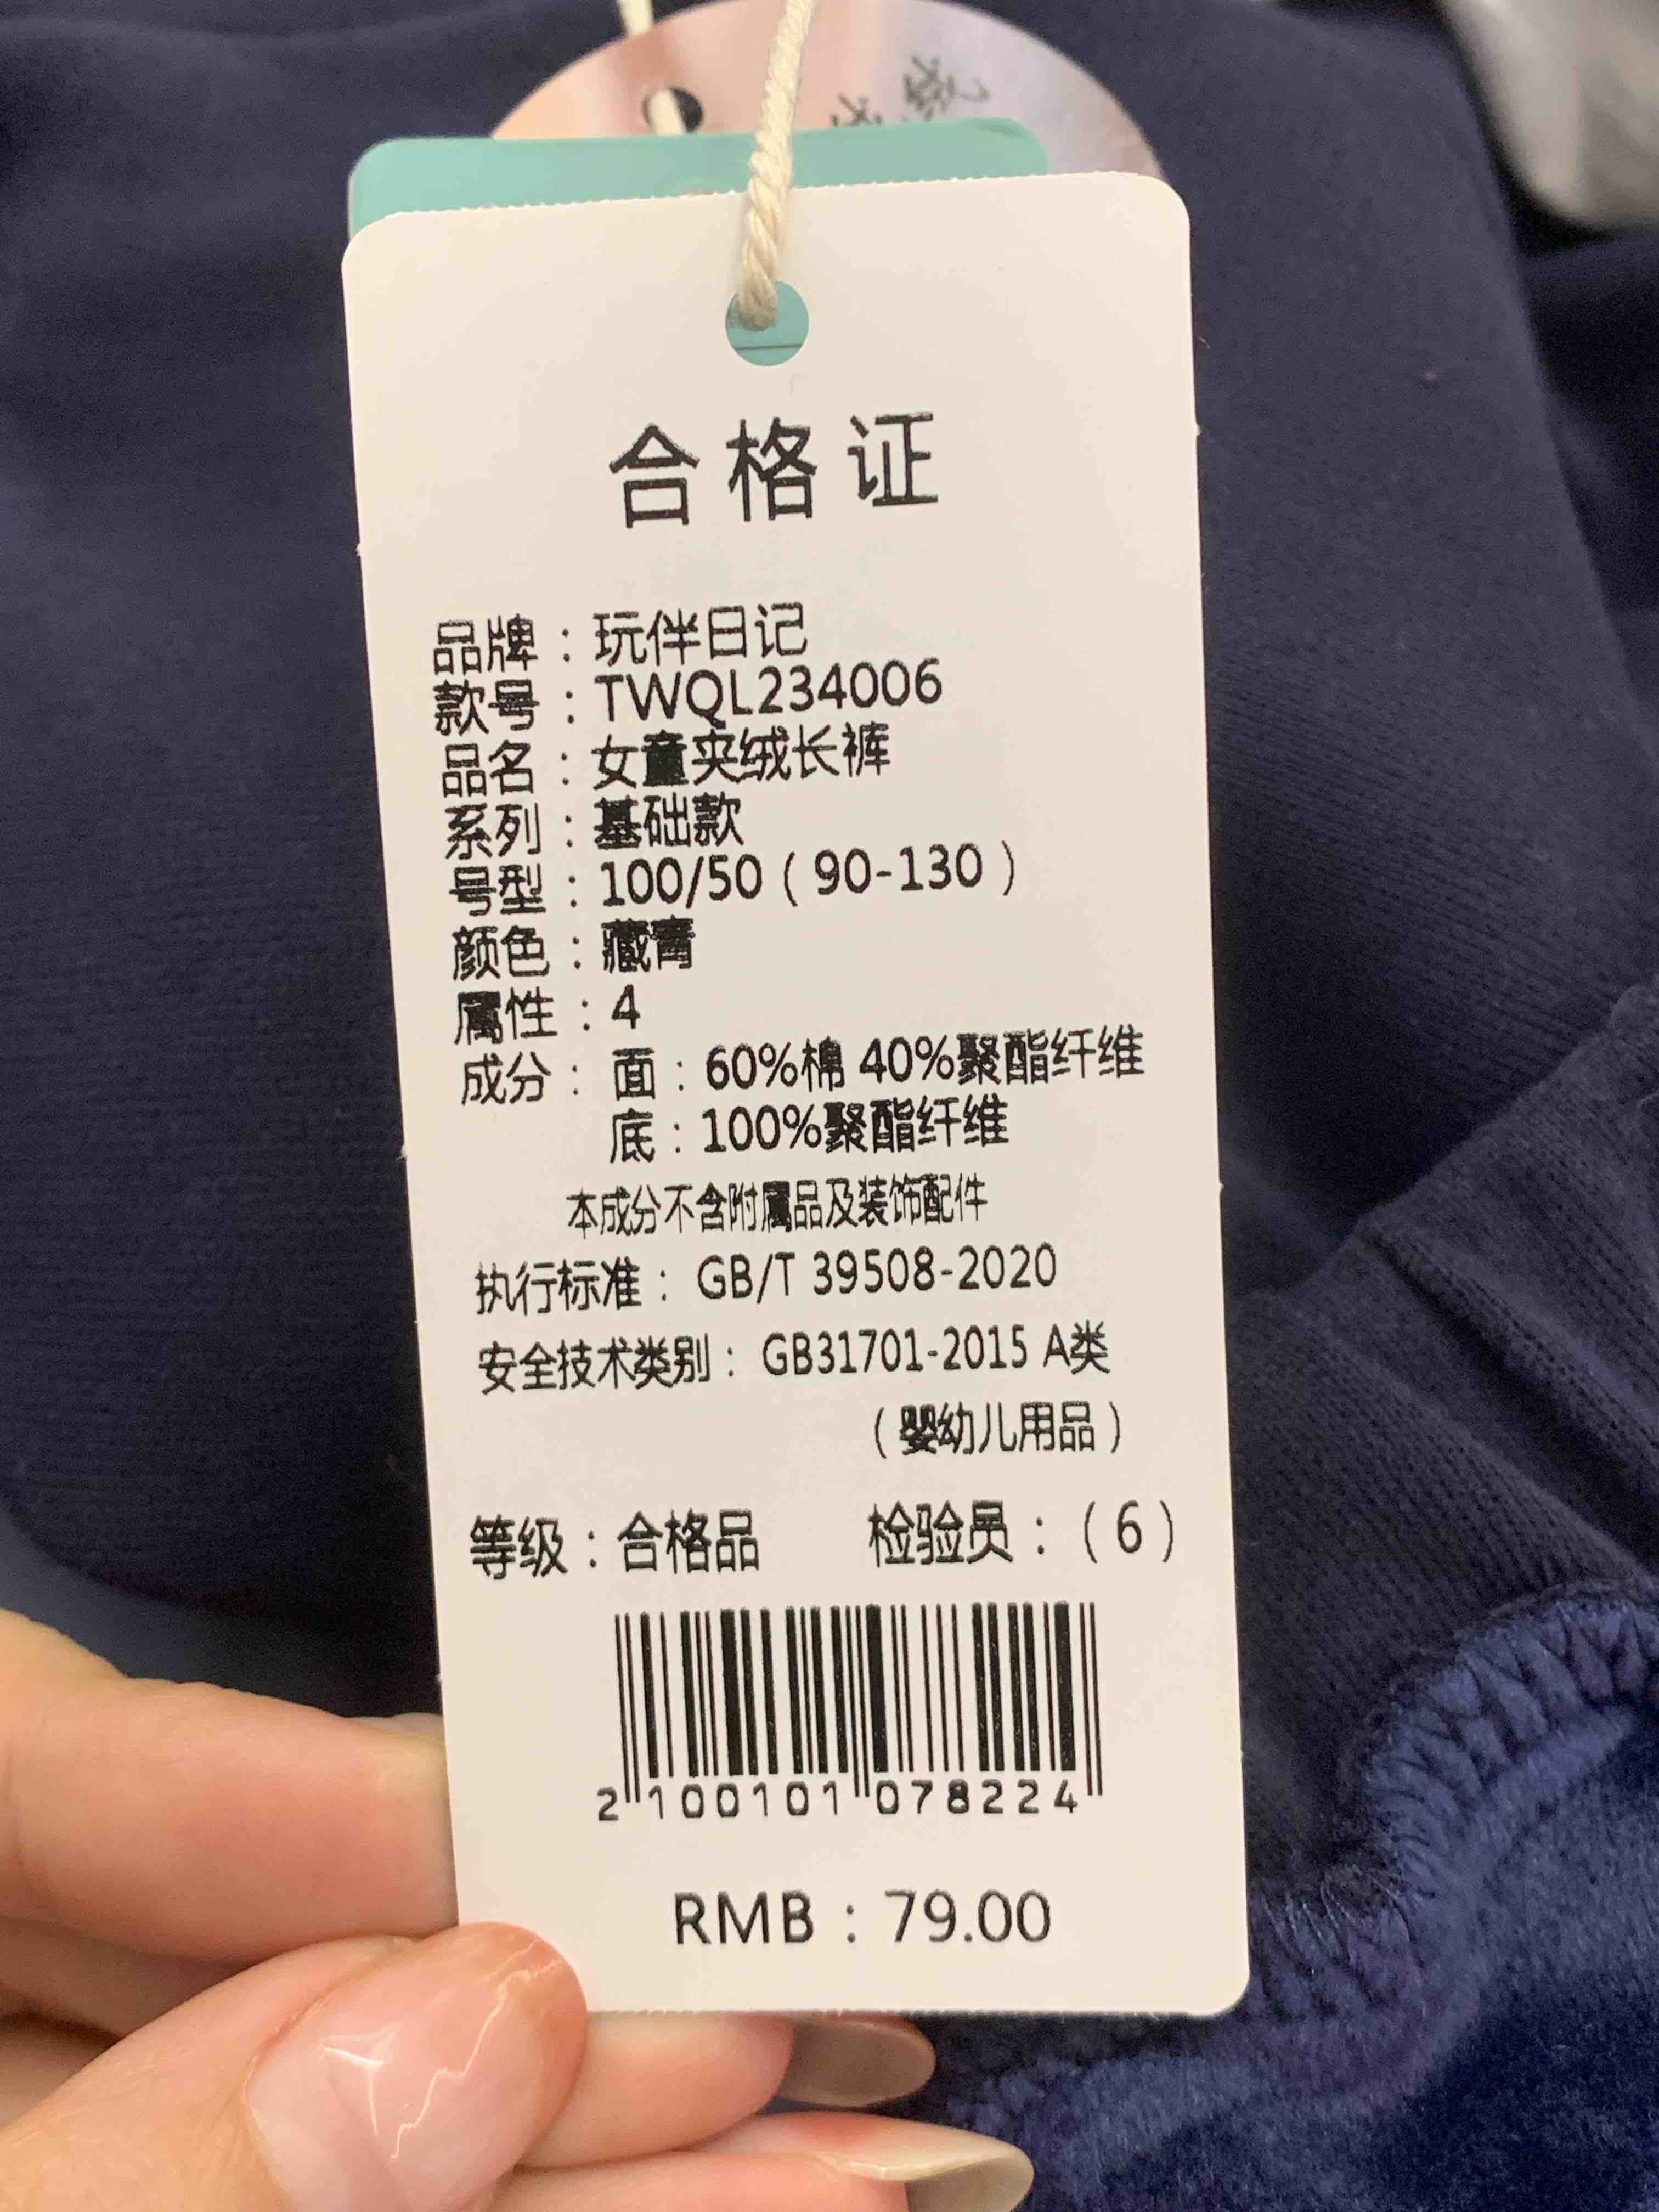 合格证
品牌：玩伴日记
款号：TWQL234006
品名：女童夹绒长裤
系列：基础款
号型：100/50（90-130）
颜色：藏青
属性：4
成分：面：60%棉 40%聚酯纤维
底：100%聚酯纤维
本成分不含附属品及装饰配件
执行标准：GB/T 39508-2020
安全技术类别：GB31701-2015 A类
（婴幼儿用品）
等级：合格品 检验员：（6）
2 100101 078224
RMB：79.00